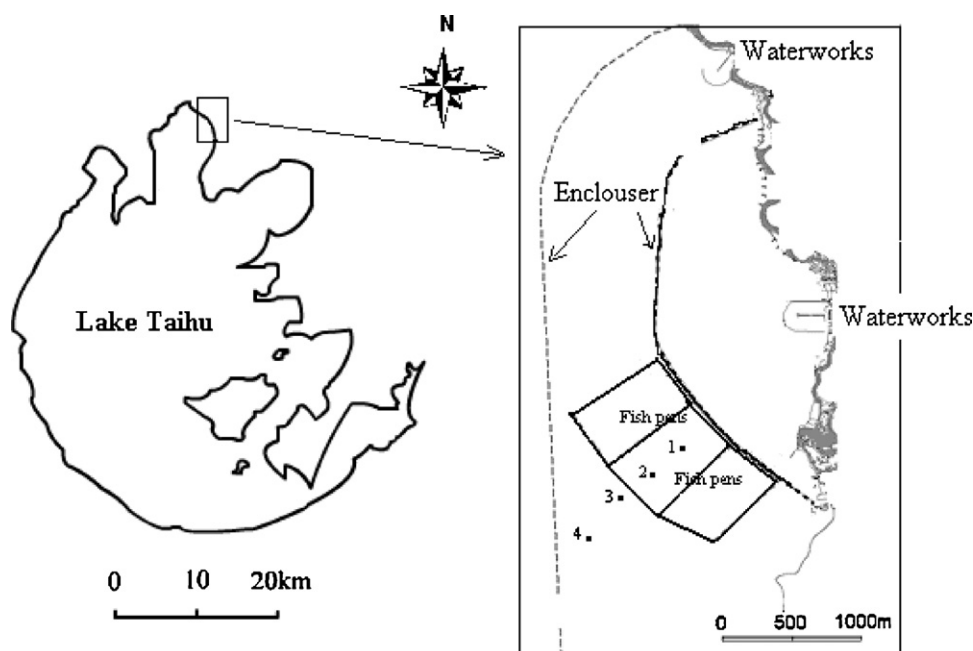 N
Waterworks
Enclouser
Lake Taihu
Waterworks
Fish pens
1
2
Fish pens
3
4
0 10 20km
0 500 1000m